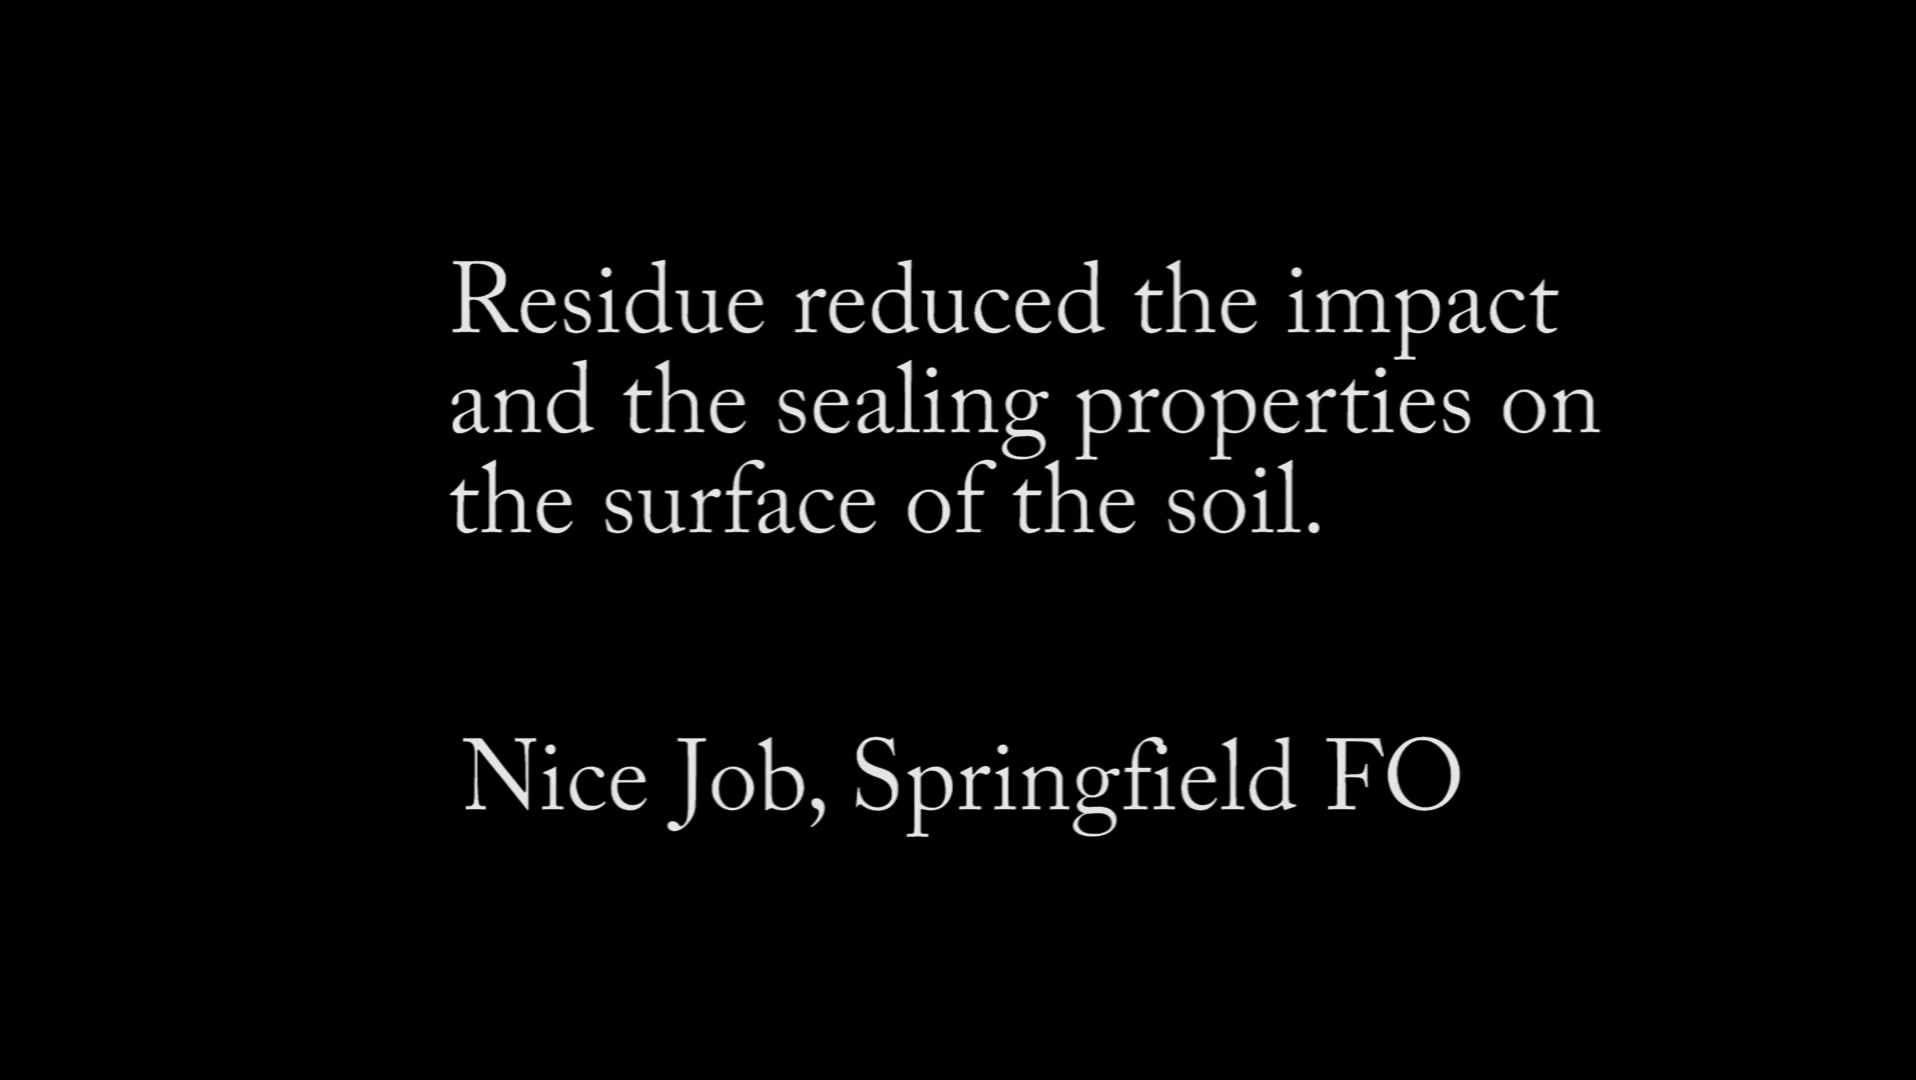 Residue reduced the impact
and the sealing properties on
the surface of the soil.
Nice Job, Springfield FO